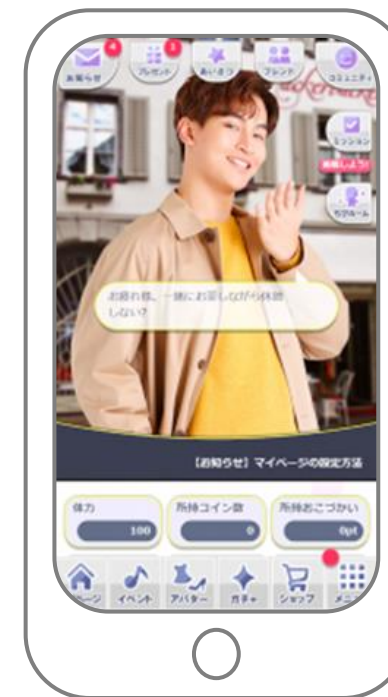 4
3
お知らせ
プレゼント
あいさつ
フレンド
コミュニティ
ミッション
ちびルーム
お疲れ様。一緒にお茶しながら休憩
しない?
【お知らせ】マイページの設定方法
体力
所持コイン数
所持おこづかい
100
0
0pt
イベント
アバター
ガチャ
ショップ